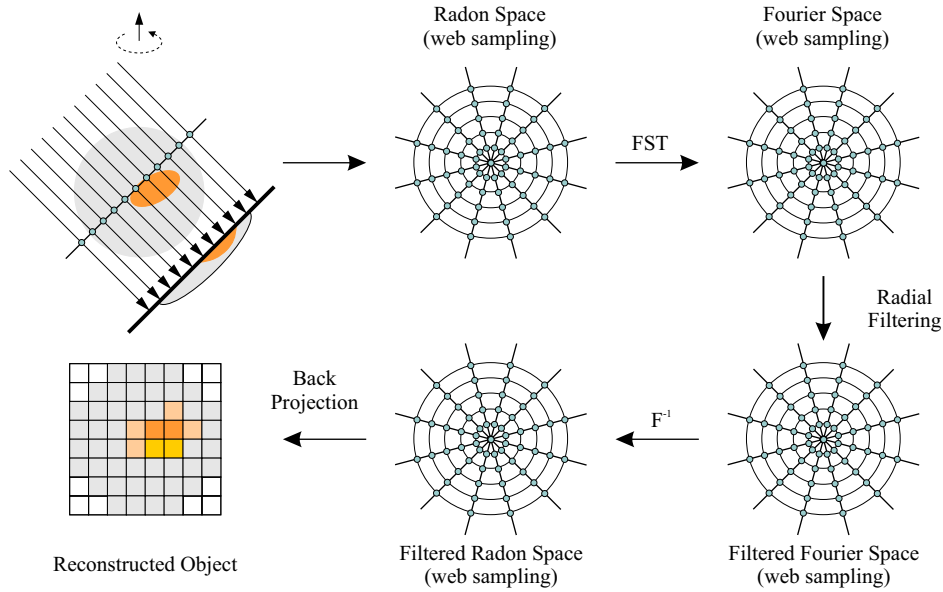 Radon Space
(web sampling)
Fourier Space
(web sampling)
FST
Radial
Filtering
Back
Projection
F⁻¹
Reconstructed Object
Filtered Radon Space
(web sampling)
Filtered Fourier Space
(web sampling)